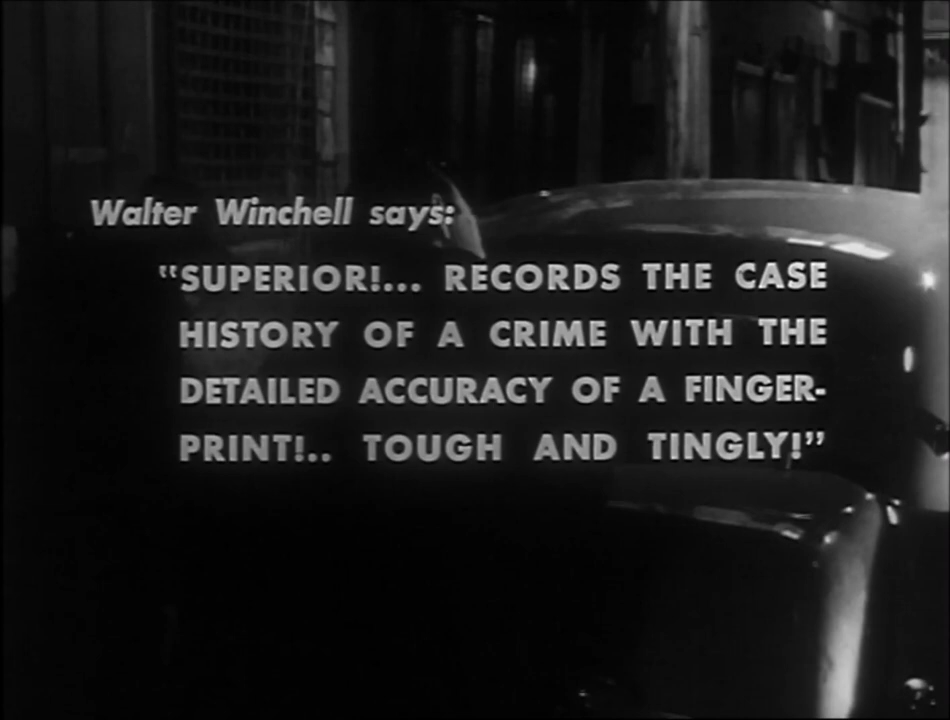 Walter Winchell says:
"SUPERIOR!... RECORDS THE CASE
HISTORY OF A CRIME WITH THE
DETAILED ACCURACY OF A FINGER-
PRINT!.. TOUGH AND TINGLY!"